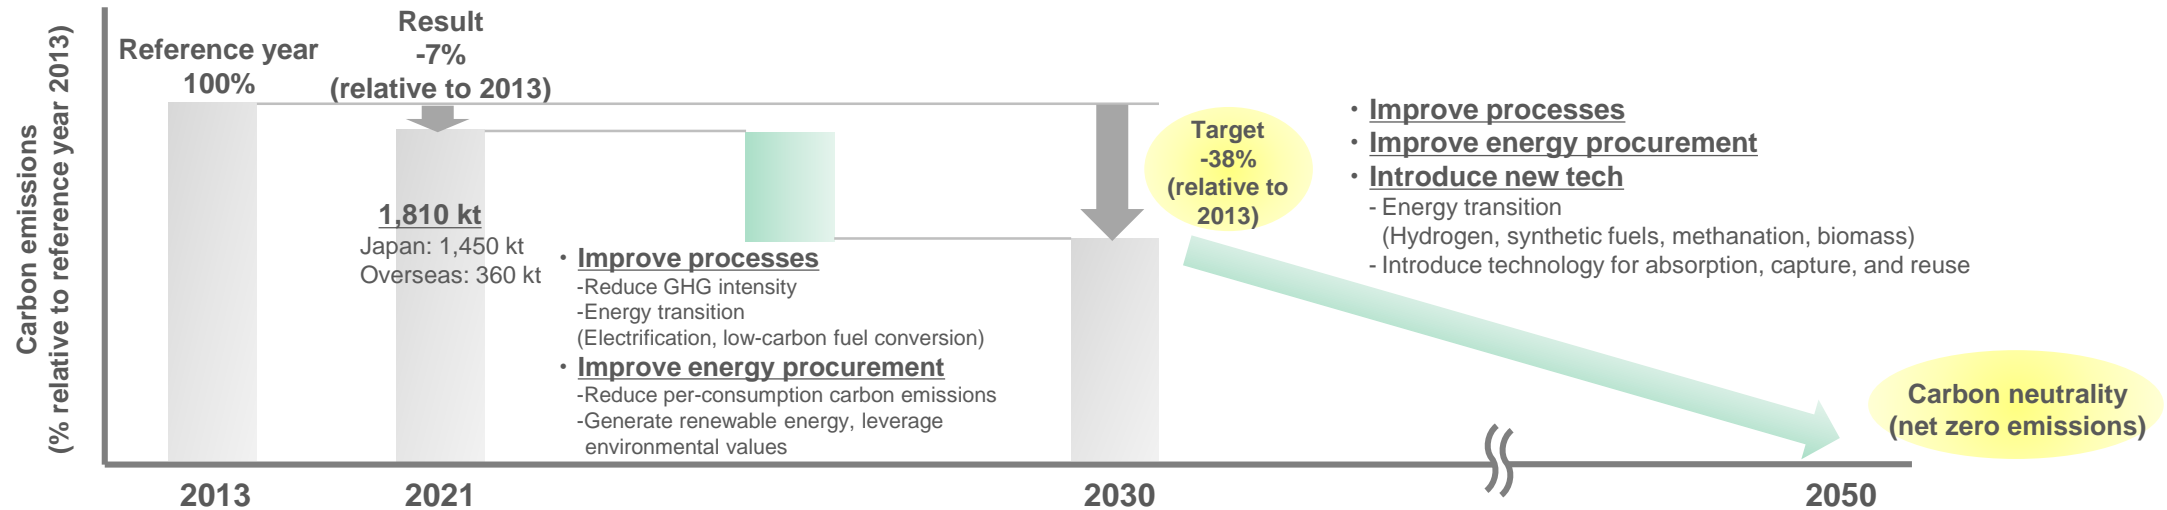 Carbon emissions
(% relative to reference year 2013)
Reference year
100%
Result
-7%
(relative to 2013)
1,810 kt
Japan: 1,450 kt
Overseas: 360 kt
・Improve processes
-Reduce GHG intensity
-Energy transition
(Electrification, low-carbon fuel conversion)
・Improve energy procurement
-Reduce per-consumption carbon emissions
-Generate renewable energy, leverage
environmental values
Target
-38%
(relative to
2013)
・Improve processes
・Improve energy procurement
・Introduce new tech
- Energy transition
(Hydrogen, synthetic fuels, methanation, biomass)
- Introduce technology for absorption, capture, and reuse
Carbon neutrality
(net zero emissions)
2013
2021
2030
2050